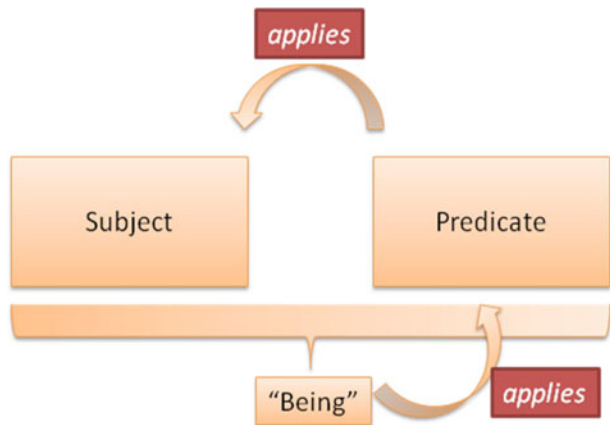 applies
Subject
Predicate
“Being”
applies